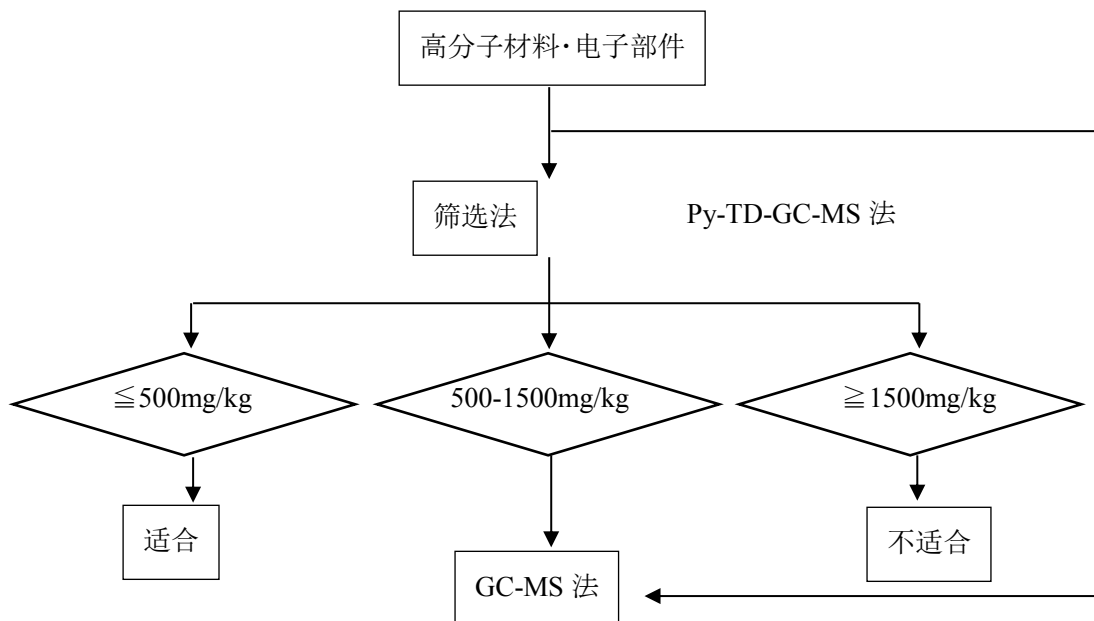 高分子材料·电子部件
筛选法
Py-TD-GC-MS 法
≦500mg/kg
500-1500mg/kg
≧1500mg/kg
适合
不适合
GC-MS 法